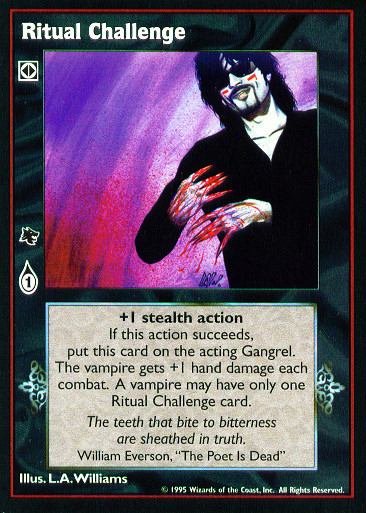 Ritual Challenge
1
+1 stealth action
If this action succeeds,
put this card on the acting Gangrel.
The vampire gets +1 hand damage each
combat. A vampire may have only one
Ritual Challenge card.
The teeth that bite to bitterness
are sheathed in truth.
William Everson, "The Poet Is Dead"
Illus. L.A. Williams
© 1995 Wizards of the Coast, Inc. All Rights Reserved.